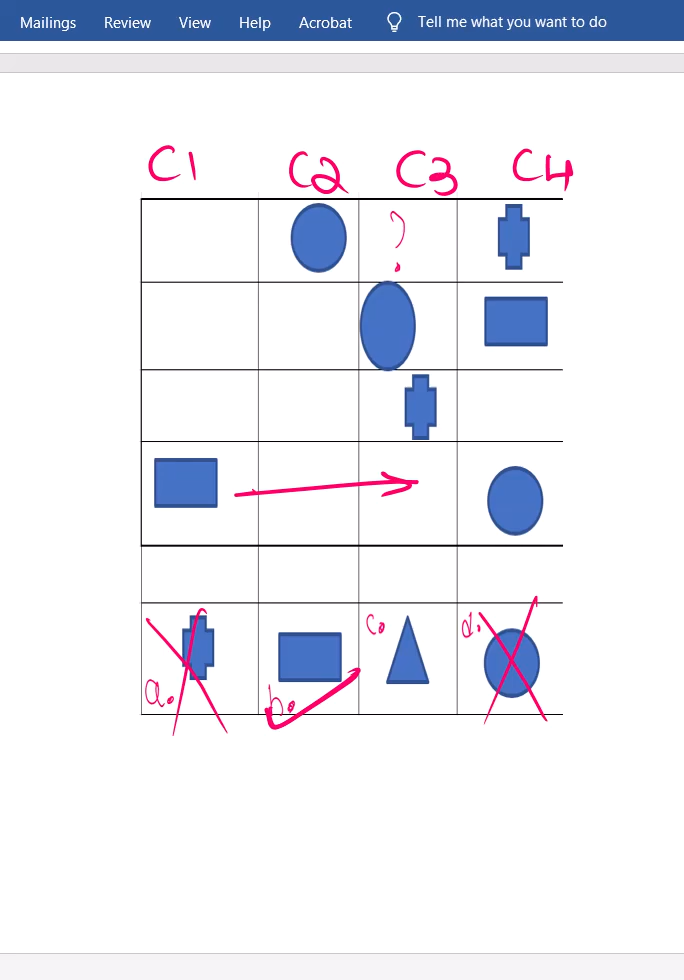 Mailings Review View Help Acrobat Tell me what you want to do
C1 C2 C3 C4
?
c.
d.
a.
b.